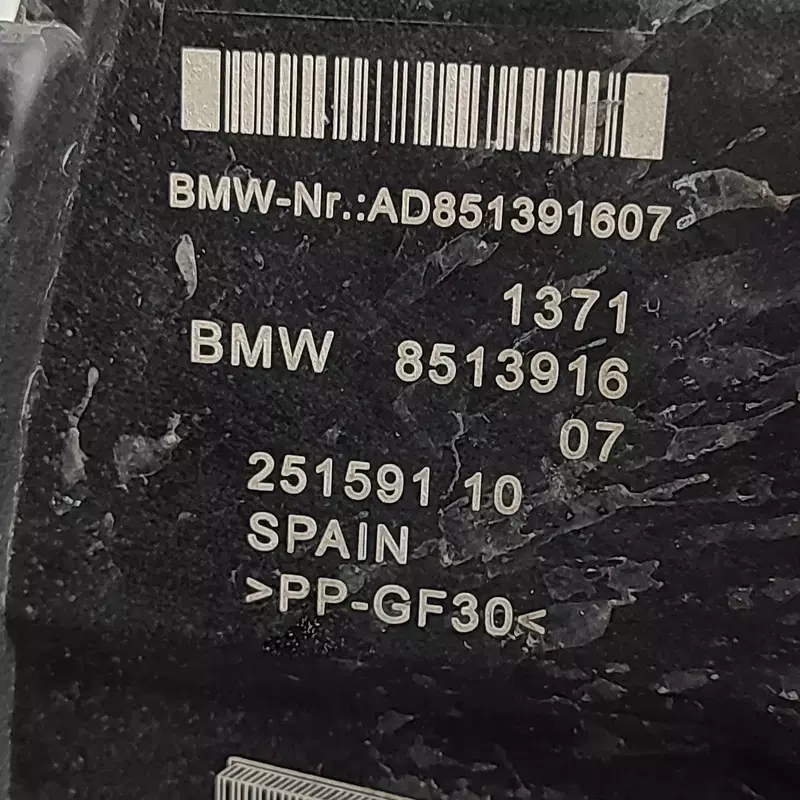 BMW-Nr.:AD851391607
1371
BMW 8513916
07
251591 10
SPAIN
>PP-GF30<